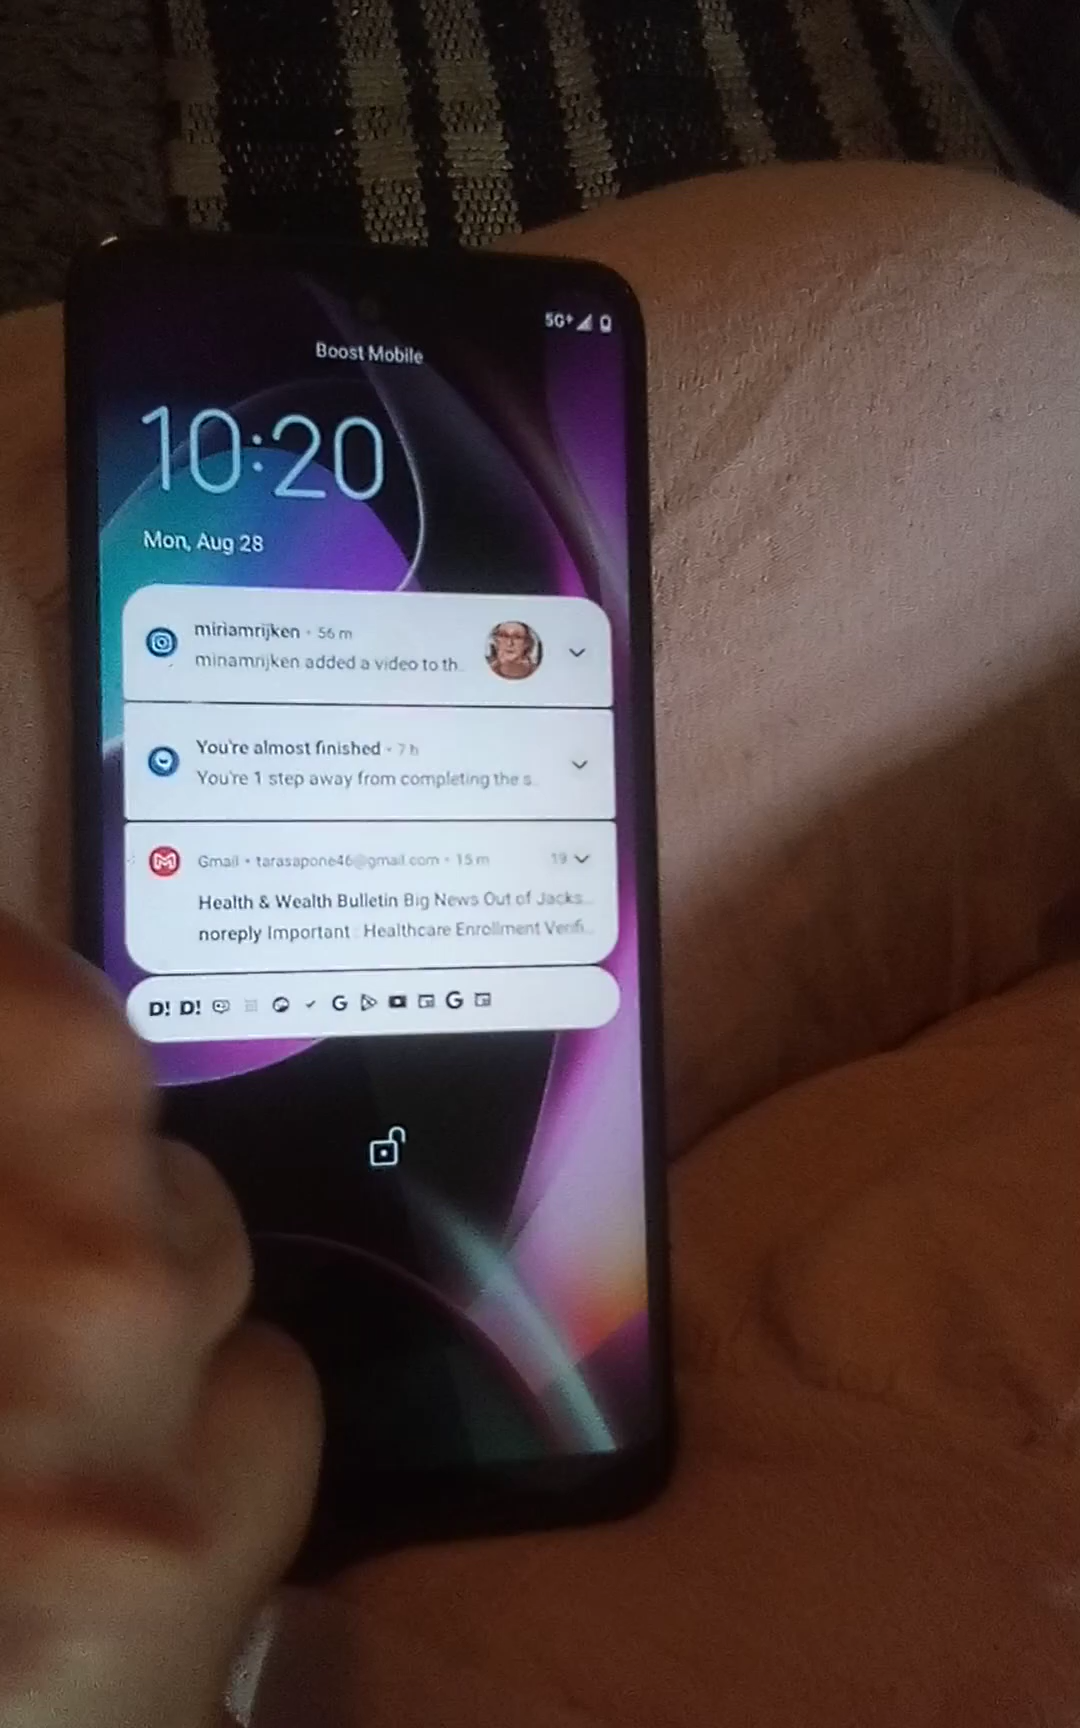 5G+
Boost Mobile
10:20
Mon, Aug 28
miriamrijken • 56 m
miriamrijken added a video to th..
You're almost finished • 7 h
You're 1 step away from completing the s..
Gmail • tarasapone46@gmail.com • 15 m 19
Health & Wealth Bulletin Big News Out of Jacks...
noreply Important Healthcare Enrollment Verifi...
D! D! G G